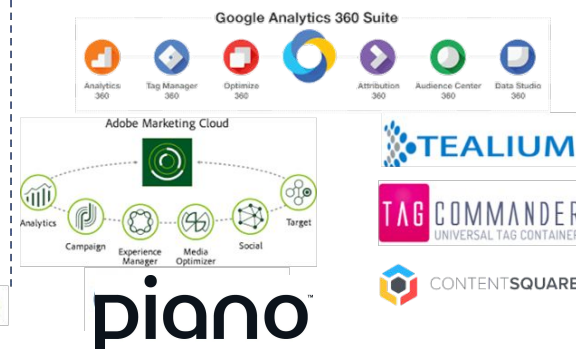 Google Analytics 360 Suite
Analytics 360
Tag Manager 360
Optimize 360
Attribution 360
Audience Center 360
Data Studio 360
Adobe Marketing Cloud
Analytics
Campaign
Experience Manager
Media Optimizer
Social
Target
TEALIUM
TAG COMMANDER
UNIVERSAL TAG CONTAINER
CONTENTSQUARE
piano™